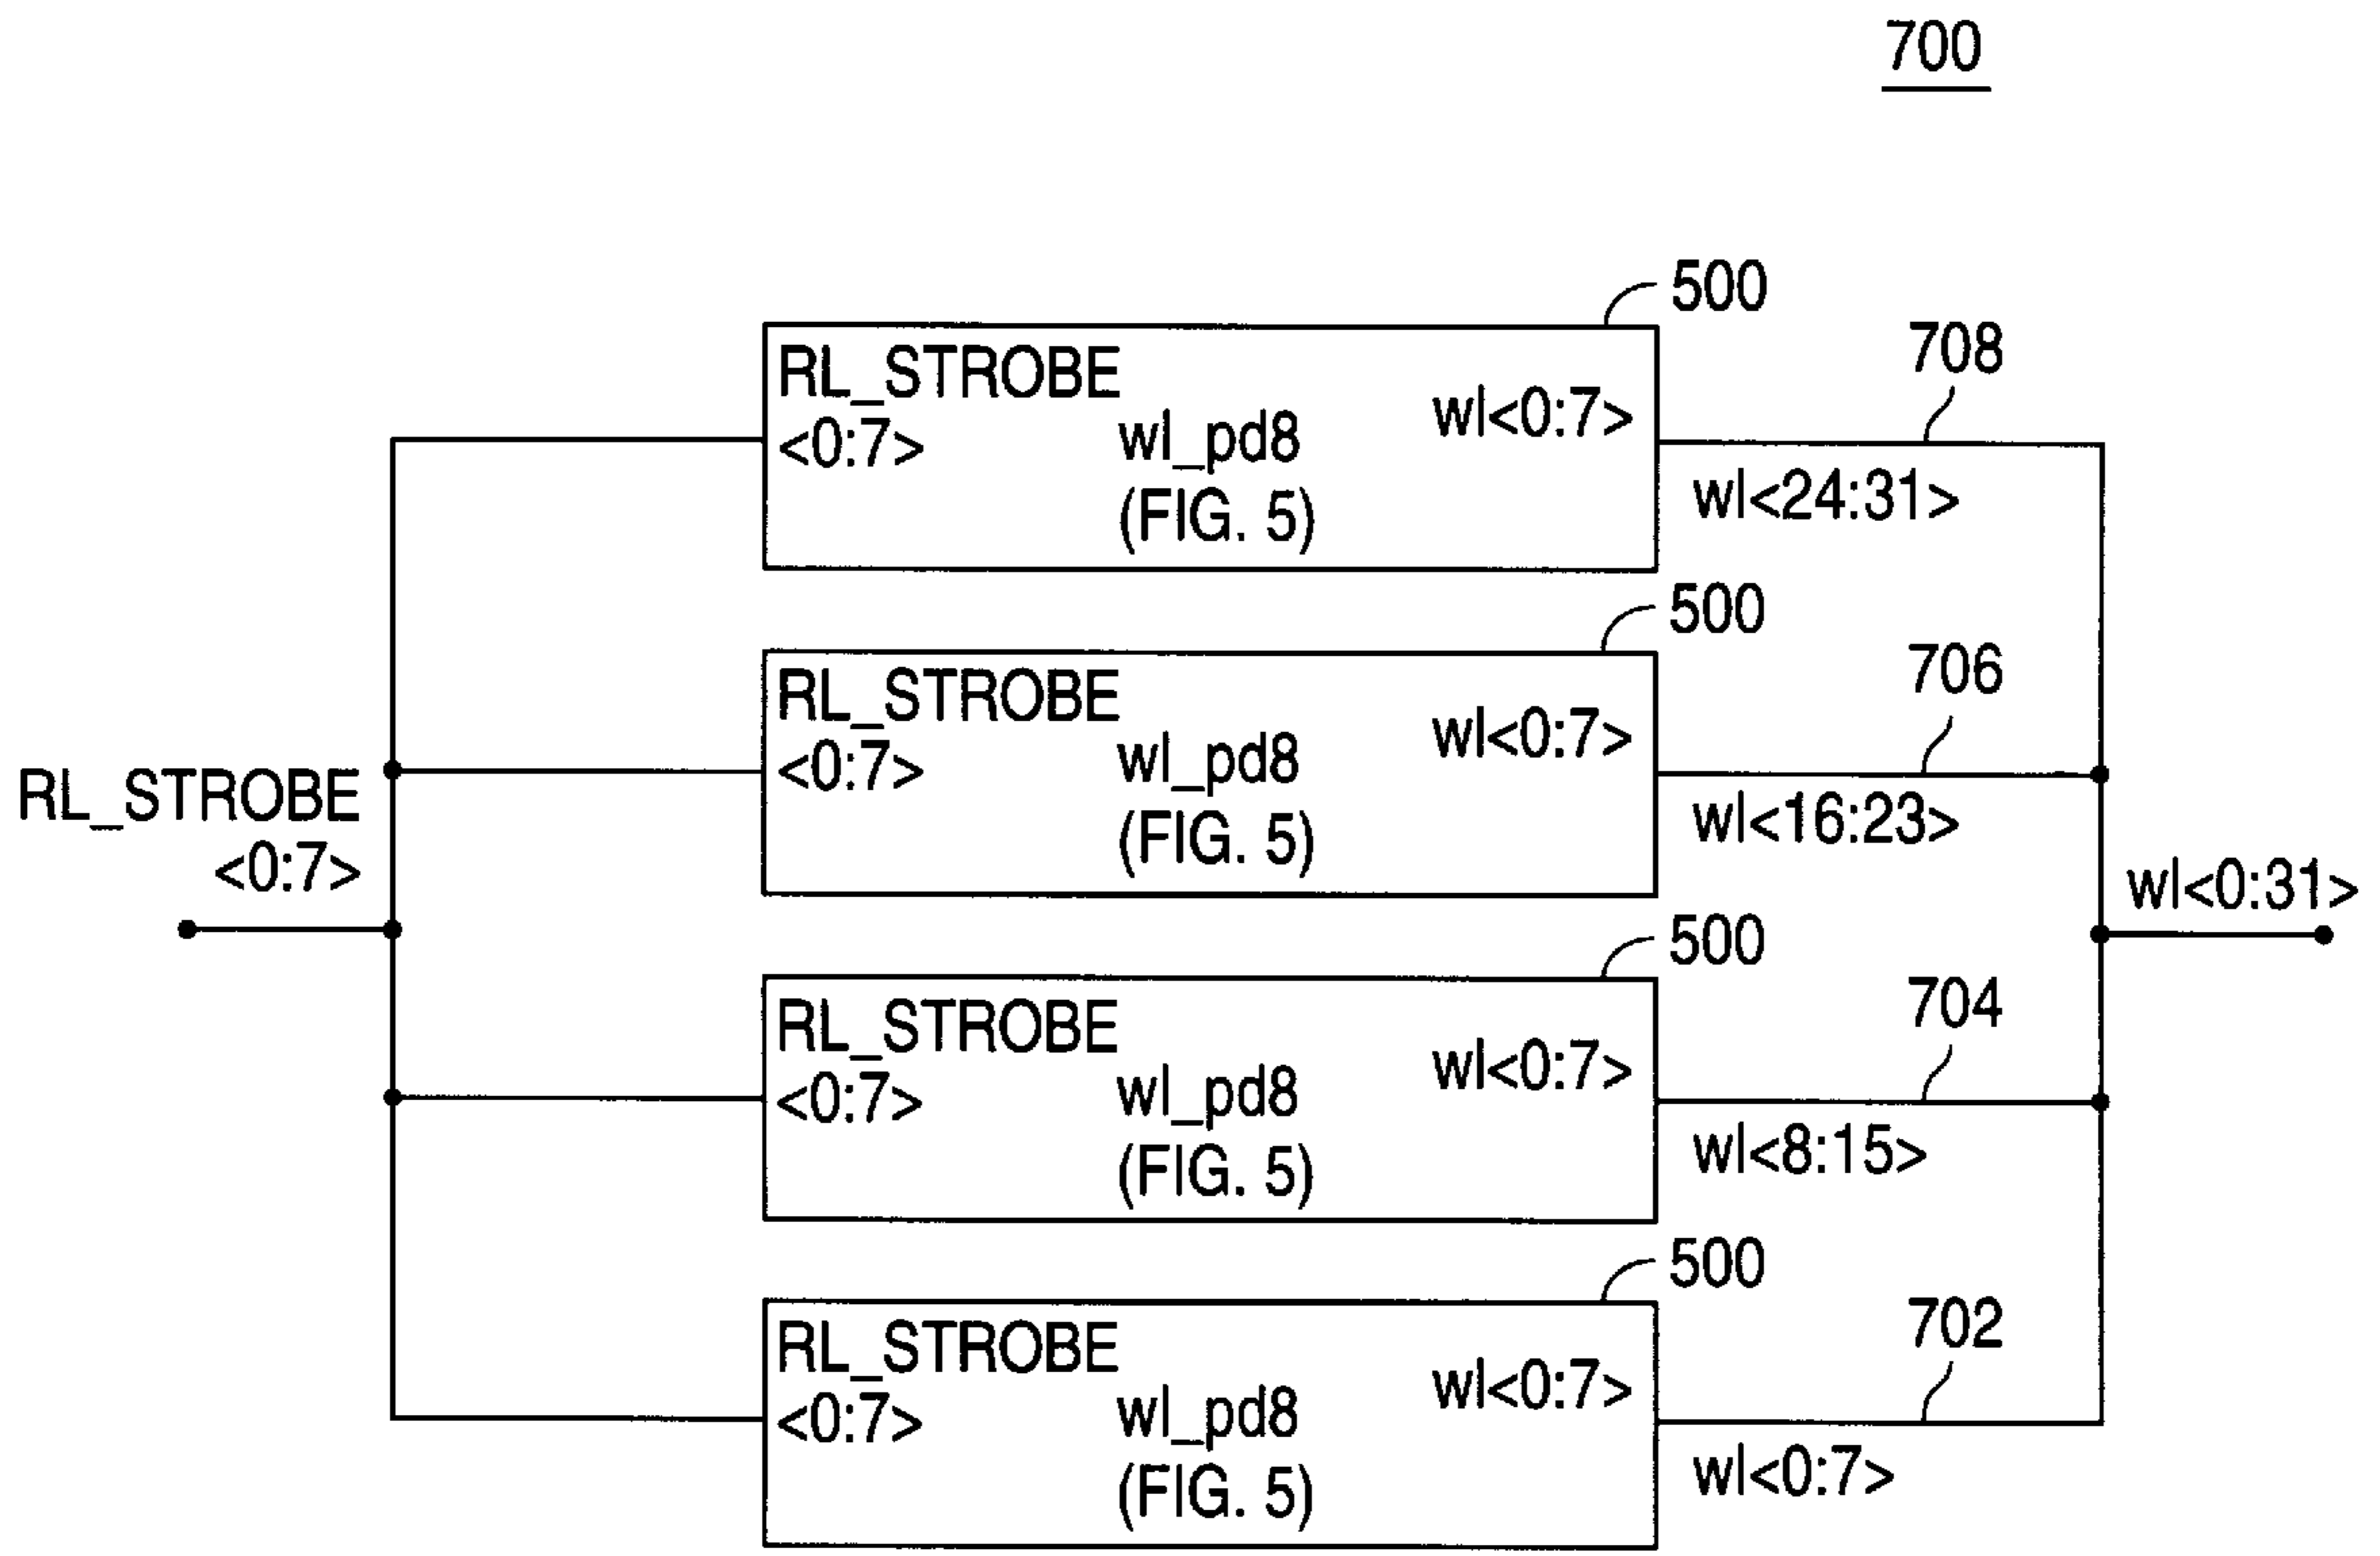 700
500
RL_STROBE
<0:7>
wl_pd8
(FIG. 5)
wl<0:7>
708
wl<24:31>
500
RL_STROBE
<0:7>
wl_pd8
(FIG. 5)
wl<0:7>
706
wl<16:23>
RL_STROBE
<0:7>
wl<0:31>
500
RL_STROBE
<0:7>
wl_pd8
(FIG. 5)
wl<0:7>
704
wl<8:15>
500
RL_STROBE
<0:7>
wl_pd8
(FIG. 5)
wl<0:7>
702
wl<0:7>